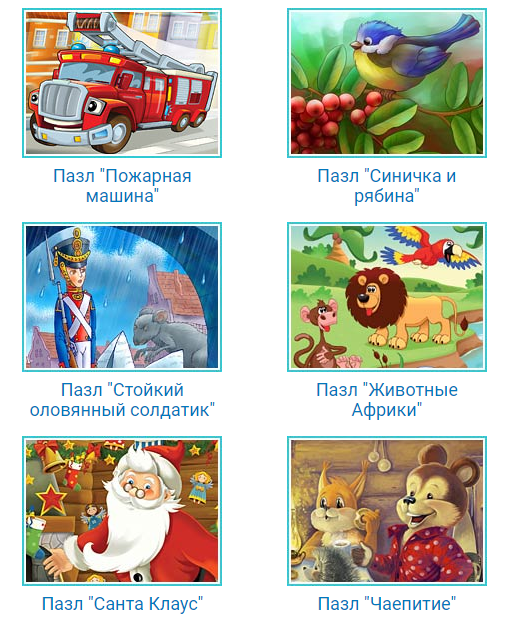 Пазл "Пожарная
машина"
Пазл "Синичка и
рябина"
Пазл "Стойкий
оловянный солдатик"
Пазл "Животные
Африки"
Пазл "Санта Клаус"
Пазл "Чаепитие"